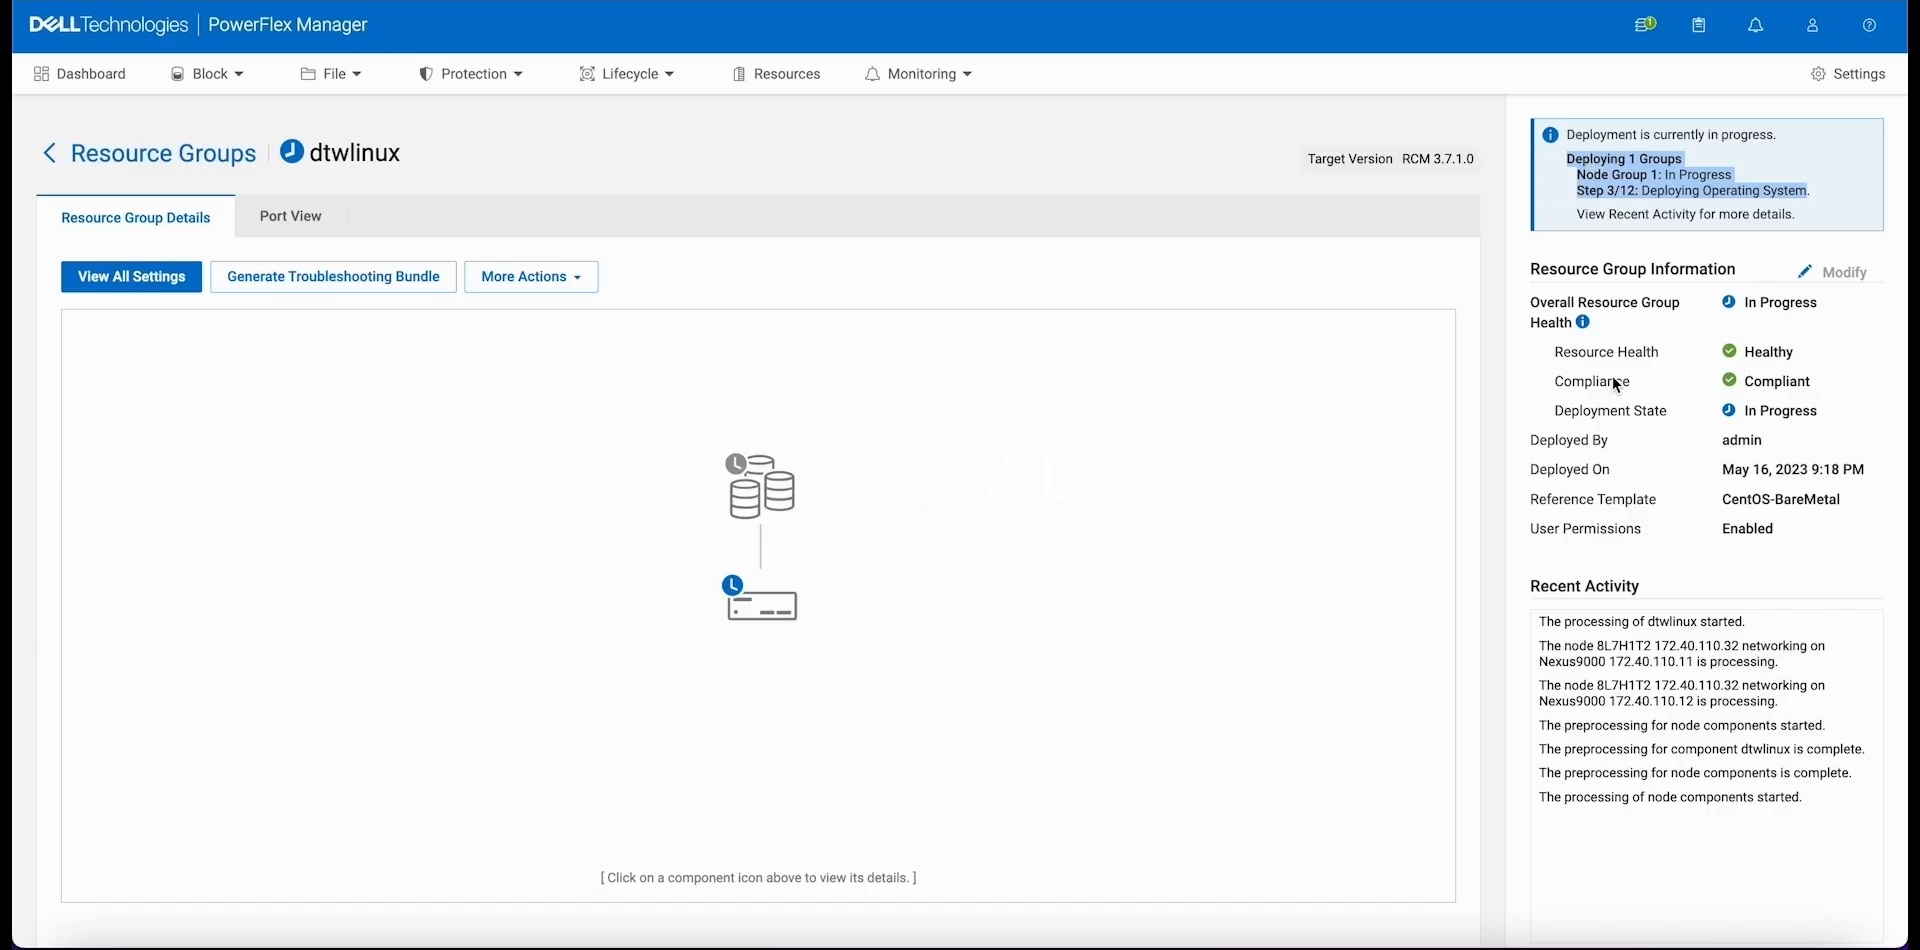 DELL Technologies | PowerFlex Manager
1
Dashboard
Block
File
Protection
Lifecycle
Resources
Monitoring
Settings
Resource Groups | dtwlinux
Target Version RCM 3.7.1.0
Resource Group Details
Port View
View All Settings
Generate Troubleshooting Bundle
More Actions
AHEAD
[ Click on a component icon above to view its details. ]
Deployment is currently in progress.
Deploying 1 Groups
Node Group 1: In Progress
Step 3/12: Deploying Operating System.
View Recent Activity for more details.
Resource Group Information
Modify
Overall Resource Group
Health
In Progress
Resource Health Healthy
Compliance Compliant
Deployment State In Progress
Deployed By admin
Deployed On May 16, 2023 9:18 PM
Reference Template CentOS-BareMetal
User Permissions Enabled
Recent Activity
The processing of dtwlinux started.
The node 8L7H1T2 172.40.110.32 networking on
Nexus9000 172.40.110.11 is processing.
The node 8L7H1T2 172.40.110.32 networking on
Nexus9000 172.40.110.12 is processing.
The preprocessing for node components started.
The preprocessing for component dtwlinux is complete.
The preprocessing for node components is complete.
The processing of node components started.